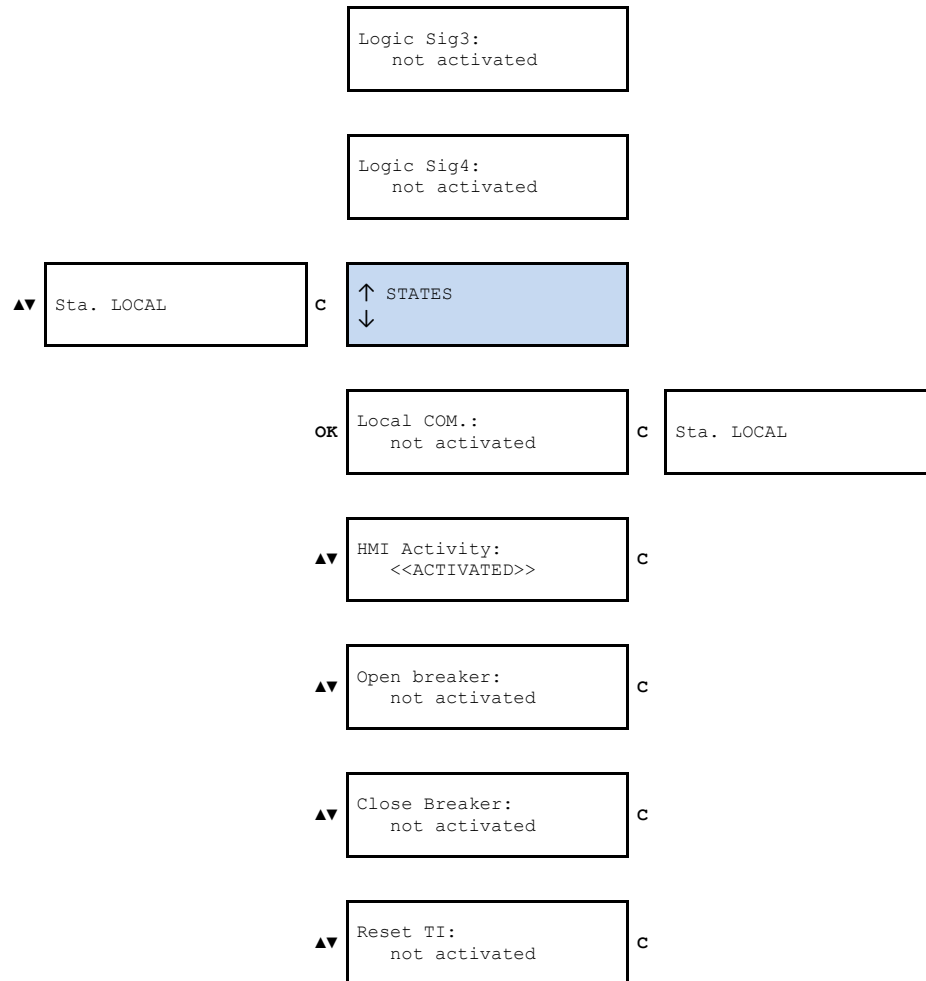 Logic Sig3:
not activated
Logic Sig4:
not activated
▲▼ Sta. LOCAL C ↑ STATES
↓
OK Local COM.:
not activated
C Sta. LOCAL
▲▼ HMI Activity:
<<ACTIVATED>>
C
▲▼ Open breaker:
not activated
C
▲▼ Close Breaker:
not activated
C
▲▼ Reset TI:
not activated
C